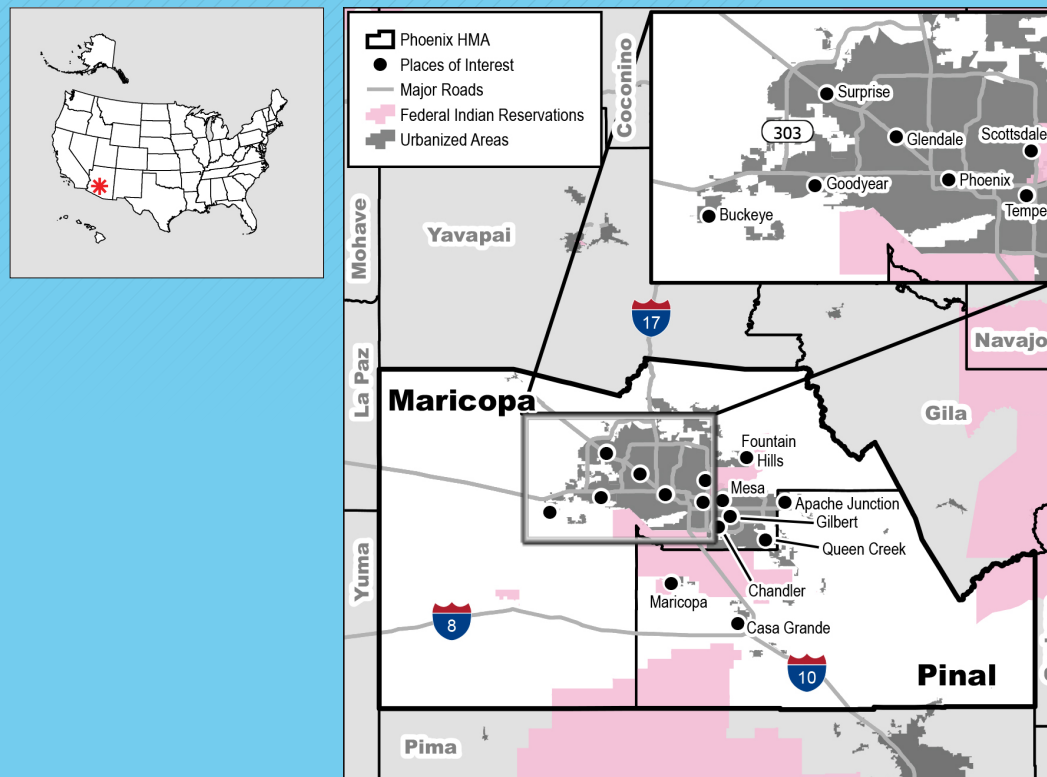 Phoenix HMA
Places of Interest
Major Roads
Federal Indian Reservations
Urbanized Areas
Coconino
Surprise
303
Glendale
Scottsdale
Goodyear
Phoenix
Buckeye
Tempe
Mohave
Yavapai
17
Navajo
La Paz
Maricopa
Gila
Fountain
Hills
Mesa
Apache Junction
Gilbert
Queen Creek
Yuma
Chandler
Maricopa
8
Casa Grande
10
Pinal
Pima